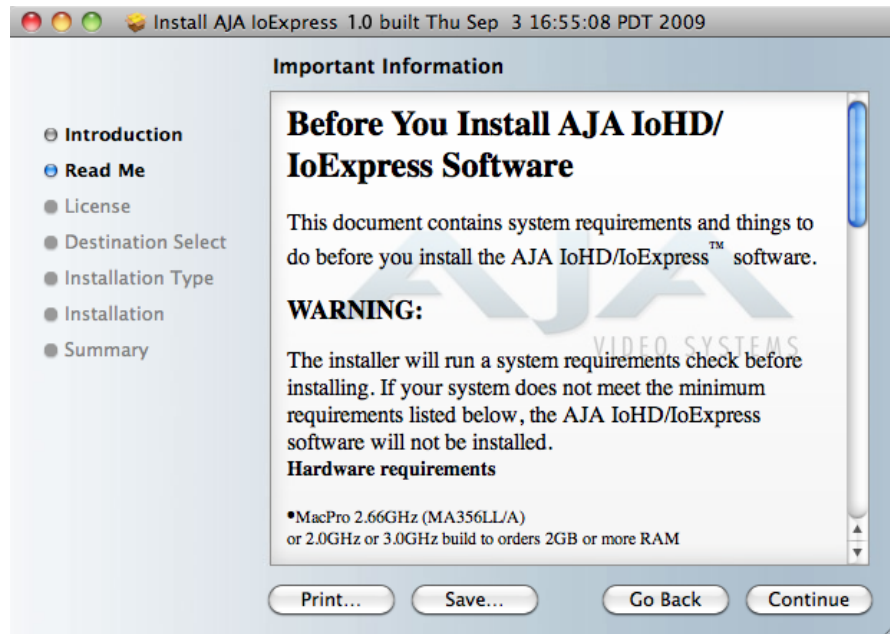 Install AJA IoExpress 1.0 built Thu Sep 3 16:55:08 PDT 2009
Important Information
Introduction
Read Me
License
Destination Select
Installation Type
Installation
Summary
Before You Install AJA IoHD/
IoExpress Software
This document contains system requirements and things to
do before you install the AJA IoHD/IoExpress™ software.
WARNING:
The installer will run a system requirements check before
installing. If your system does not meet the minimum
requirements listed below, the AJA IoHD/IoExpress
software will not be installed.
Hardware requirements
•MacPro 2.66GHz (MA356LL/A)
or 2.0GHz or 3.0GHz build to orders 2GB or more RAM
AJA
VIDEO SYSTEMS
Print...
Save...
Go Back
Continue